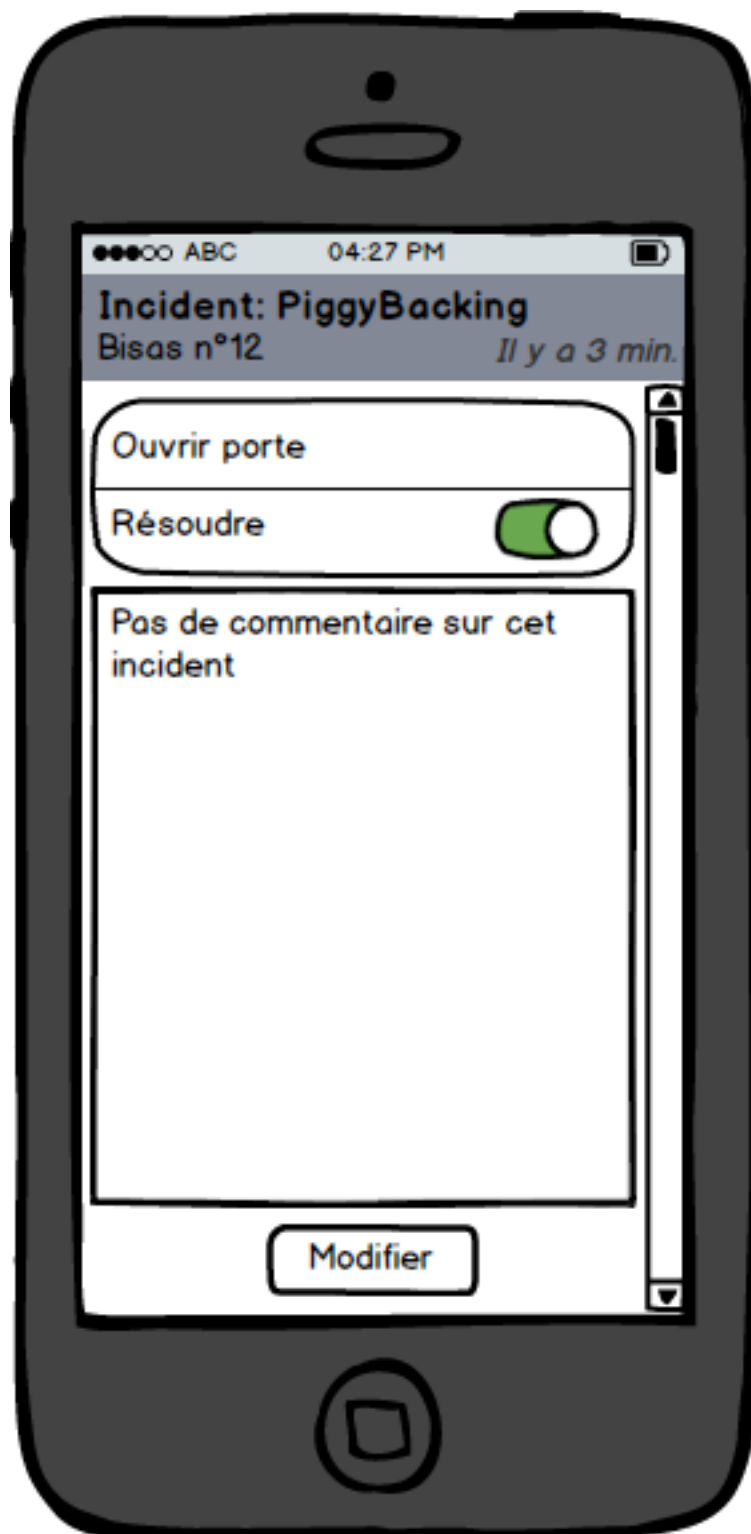 ABC 04:27 PM
Incident: PiggyBacking
Bisas n°12 Il y a 3 min.
Ouvrir porte
Résoudre
Pas de commentaire sur cet
incident
Modifier